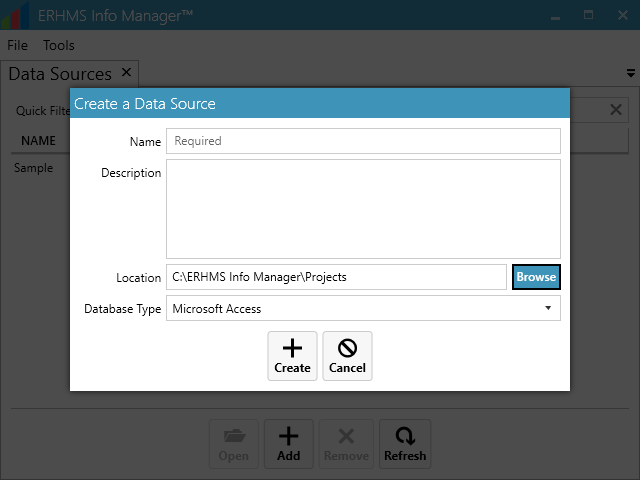 ERHMS Info Manager™
File Tools
Data Sources
Quick Filte
NAME
Sample
Create a Data Source
Name Required
Description
Location C:\ERHMS Info Manager\Projects Browse
Database Type Microsoft Access
Create Cancel
Open Add Remove Refresh